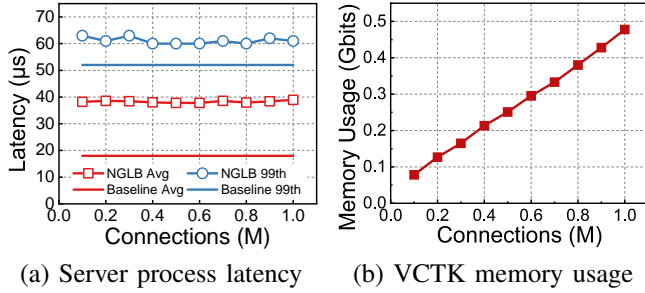 70
60
50
40
30
20
10
0
Latency (μs)
NGLB Avg
NGLB 99th
Baseline Avg
Baseline 99th
0.0 0.2 0.4 0.6 0.8 1.0
Connections (M)
(a) Server process latency
0.5
0.4
0.3
0.2
0.1
0.0
Memory Usage (Gbits)
0.0 0.2 0.4 0.6 0.8 1.0
Connections (M)
(b) VCTK memory usage